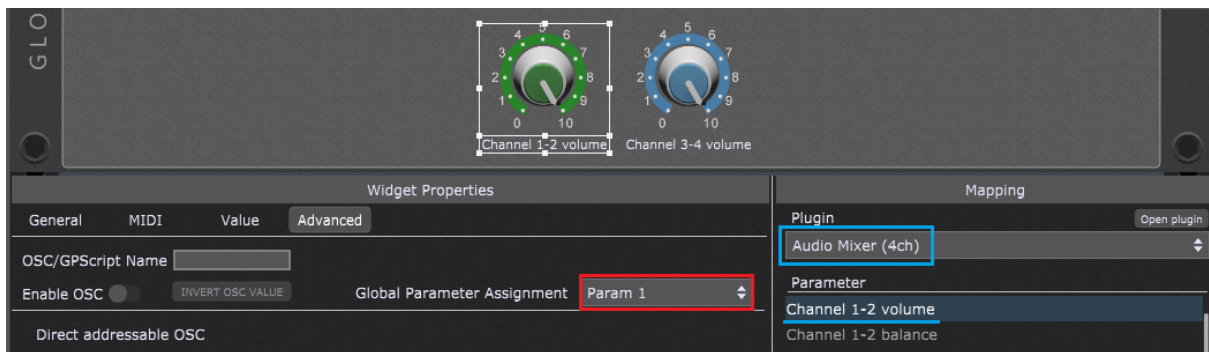 GLO
0 1 2 3 4 5 6 7 8 9 10
Channel 1-2 volume
0 1 2 3 4 5 6 7 8 9 10
Channel 3-4 volume
Widget Properties
General MIDI Value Advanced
OSC/GPScript Name
Enable OSC INVERT OSC VALUE Global Parameter Assignment Param 1
Direct addressable OSC
Mapping
Plugin Open plugin
Audio Mixer (4ch)
Parameter
Channel 1-2 volume
Channel 1-2 balance